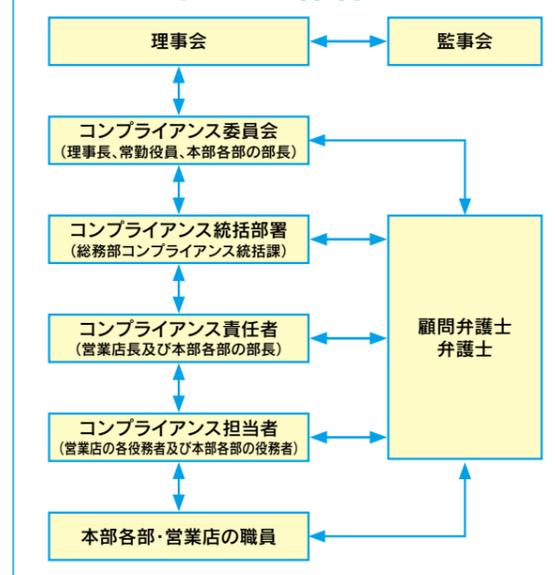 理事会
監事会
コンプライアンス委員会
(理事長、常勤役員、本部各部の部長)
コンプライアンス統括部署
(総務部コンプライアンス統括課)
コンプライアンス責任者
(営業店長及び本部各部の部長)
顧問弁護士
弁護士
コンプライアンス担当者
(営業店の各役務者及び本部各部の役務者)
本部各部・営業店の職員